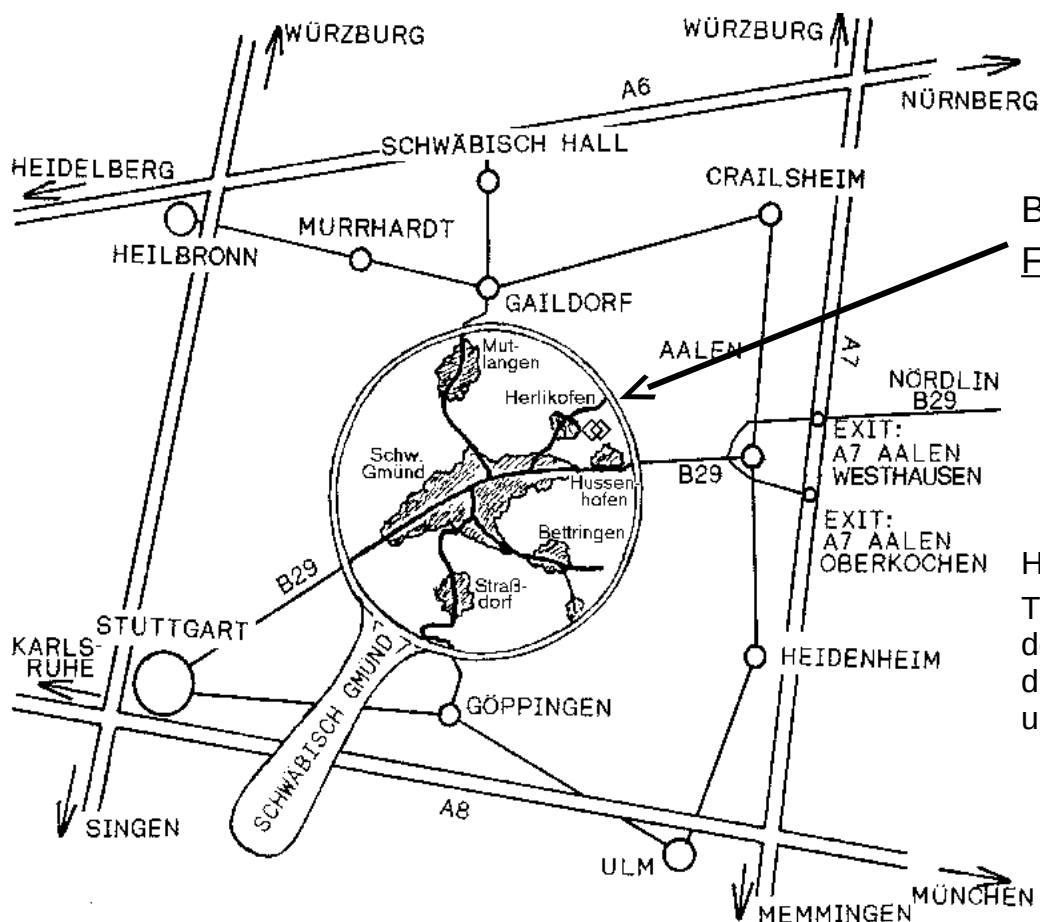 WÜRZBURG
WÜRZBURG
A6
NÜRNBERG
SCHWÄBISCH HALL
HEIDELBERG
CRAILSHEIM
MURRHARDT
HEILBRONN
B
F
GAILDORF
Mut-
langen
AALEN
A7
Herlikofen
NÖRDLIN
B29
EXIT:
A7 AALEN
WESTHAUSEN
Schw.
Gmünd
B29
Hussen-
hofen
Bettringen
EXIT:
A7 AALEN
OBERKOCHEN
B29
Straß-
dorf
H
T
d
d
u
STUTTGART
KARLS-
RUHE
HEIDENHEIM
GÖPPINGEN
SCHWÄBISCH GMÜND
A8
SINGEN
ULM
MÜNCHEN
MEMMINGEN